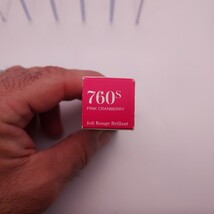 760S
PINK CRANBERRY
Joli Rouge Brillant